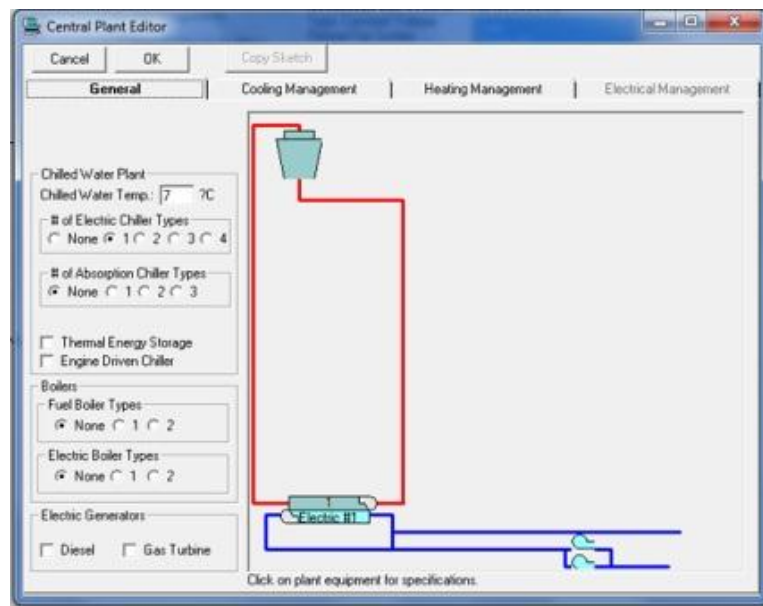 Central Plant Editor
Cancel OK Copy Sketch
General Cooling Management Heating Management Electrical Management
Chilled Water Plant
Chilled Water Temp.: 7 ?C
# of Electric Chiller Types
None 1 2 3 4
# of Absorption Chiller Types
None 1 2 3
Thermal Energy Storage
Engine Driven Chiller
Boilers
Fuel Boiler Types
None 1 2
Electric Boiler Types
None 1 2
Electric Generators
Diesel Gas Turbine
1
Electric #1
Click on plant equipment for specifications.